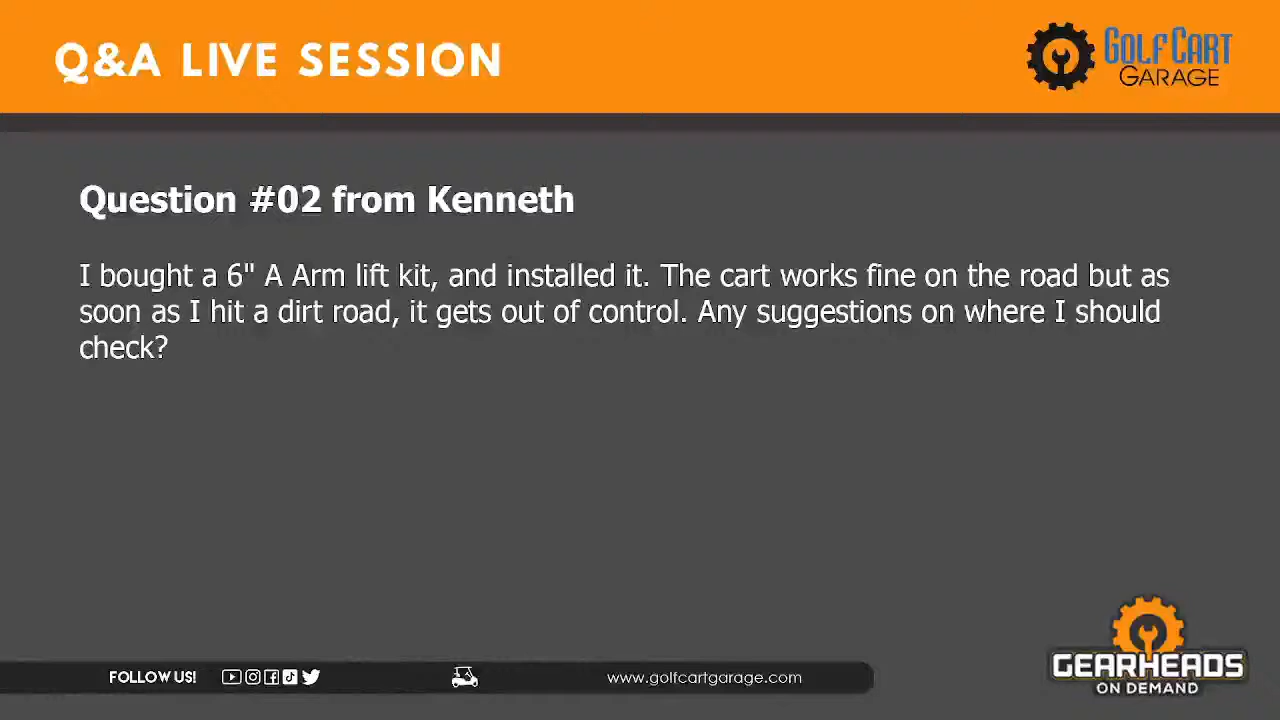 Q&A LIVE SESSION
GOLF CART
GARAGE
Question #02 from Kenneth
I bought a 6" A Arm lift kit, and installed it. The cart works fine on the road but as
soon as I hit a dirt road, it gets out of control. Any suggestions on where I should
check?
FOLLOW US!
www.golfcartgarage.com
GEARHEADS
ON DEMAND